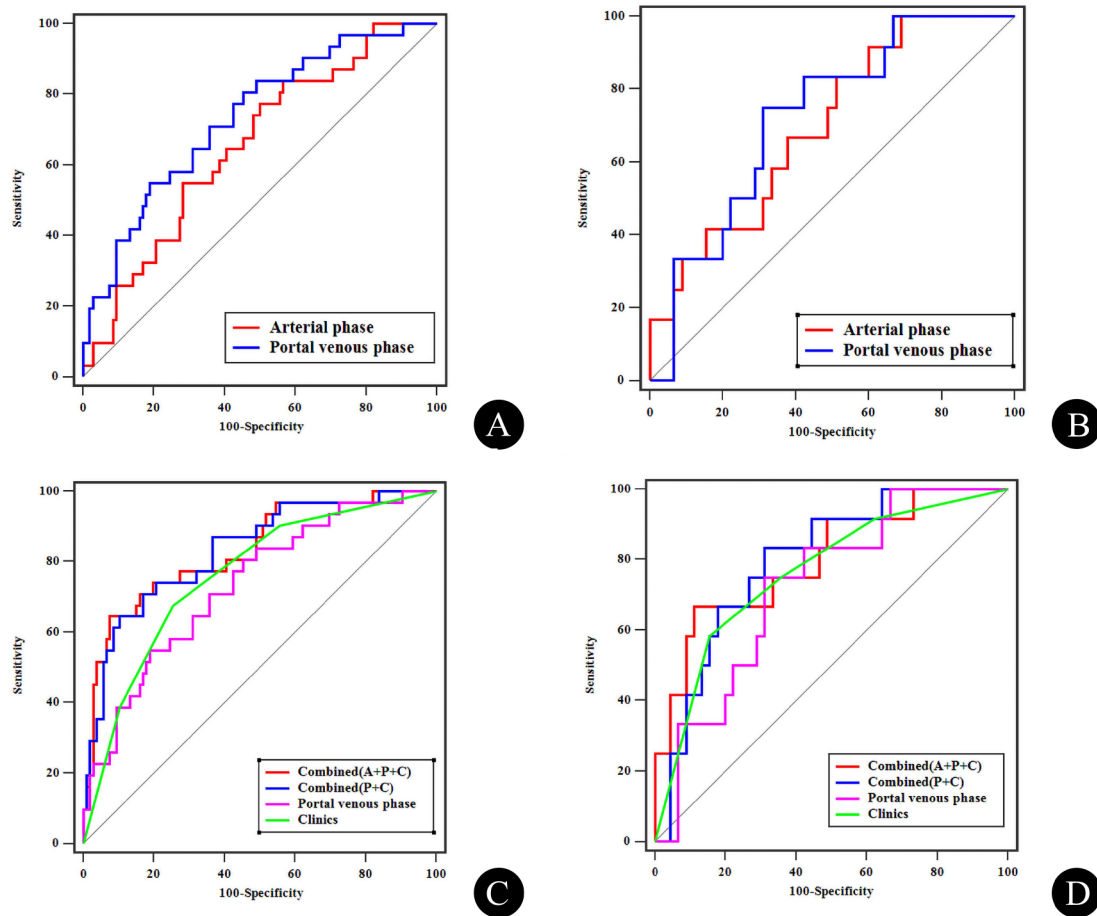 100
80
60
40
20
0
Sensitivity
Arterial phase
Portal venous phase
0 20 40 60 80 100
100-Specificity
A
100
80
60
40
20
0
Sensitivity
Arterial phase
Portal venous phase
0 20 40 60 80 100
100-Specificity
B
100
80
60
40
20
0
Sensitivity
Combined(A+P+C)
Combined(P+C)
Portal venous phase
Clinics
0 20 40 60 80 100
100-Specificity
C
100
80
60
40
20
0
Sensitivity
Combined(A+P+C)
Combined(P+C)
Portal venous phase
Clinics
0 20 40 60 80 100
100-Specificity
D